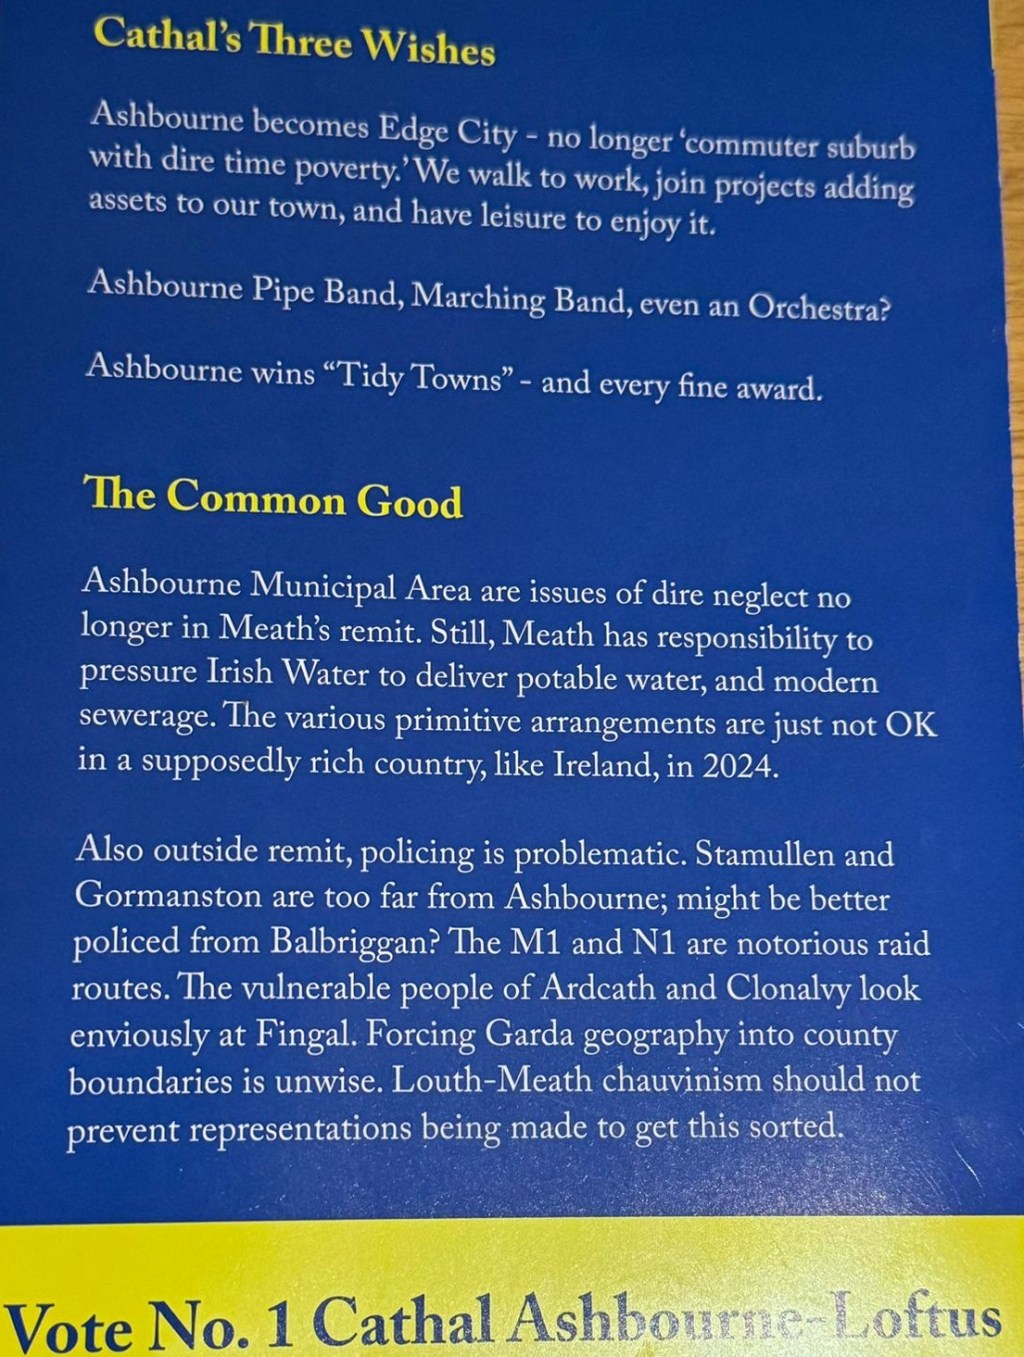 Cathal's Three Wishes
Ashbourne becomes Edge City - no longer 'commuter suburb
with dire time poverty.' We walk to work, join projects adding
assets to our town, and have leisure to enjoy it.
Ashbourne Pipe Band, Marching Band, even an Orchestra?
Ashbourne wins “Tidy Towns” - and every fine award.
The Common Good
Ashbourne Municipal Area are issues of dire neglect no
longer in Meath's remit. Still, Meath has responsibility to
pressure Irish Water to deliver potable water, and modern
sewerage. The various primitive arrangements are just not OK
in a supposedly rich country, like Ireland, in 2024.
Also outside remit, policing is problematic. Stamullen and
Gormanston are too far from Ashbourne; might be better
policed from Balbriggan? The M1 and N1 are notorious raid
routes. The vulnerable people of Ardcath and Clonalvy look
enviously at Fingal. Forcing Garda geography into county
boundaries is unwise. Louth-Meath chauvinism should not
prevent representations being made to get this sorted.
Vote No. 1 Cathal Ashbourne-Loftus